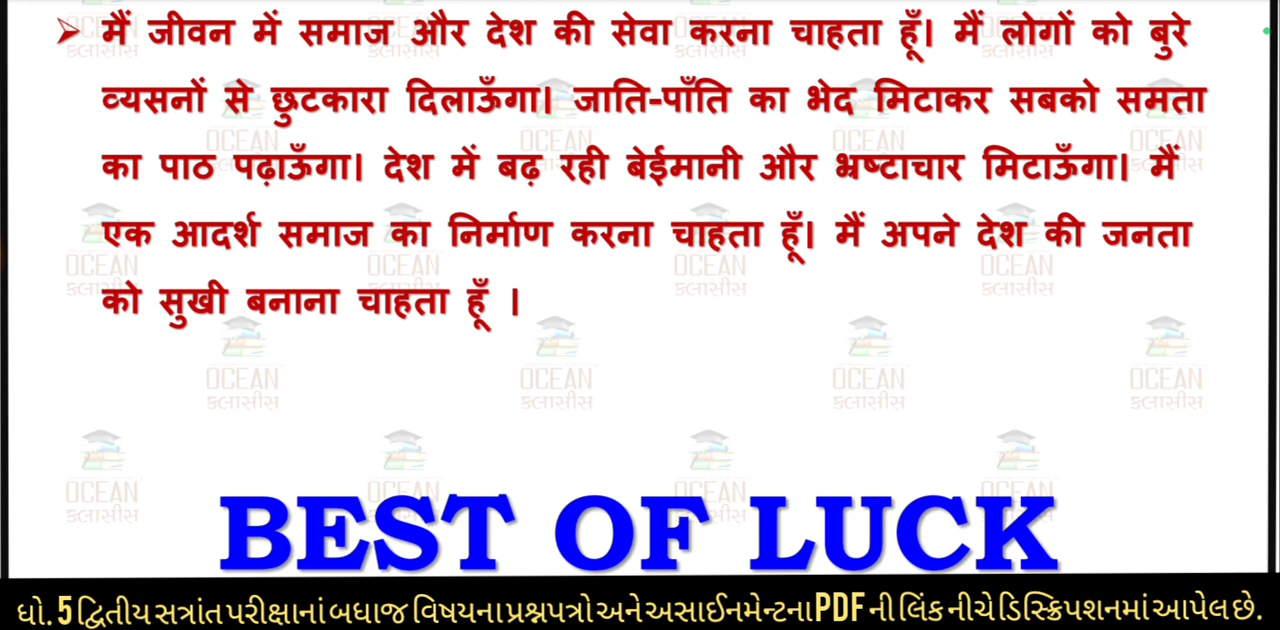 ➢ मैं जीवन में समाज और देश की सेवा करना चाहता हूँ। मैं लोगों को बुरे
व्यसनों से छुटकारा दिलाऊँगा। जाति-पाँति का भेद मिटाकर सबको समता
का पाठ पढ़ाऊँगा। देश में बढ़ रही बेईमानी और भ्रष्टाचार मिटाऊँगा। मैं
एक आदर्श समाज का निर्माण करना चाहता हूँ। मैं अपने देश की जनता
को सुखी बनाना चाहता हूँ ।
OCEAN
ક્લાસીસ
BEST OF LUCK
ધો. 5 દ્વિતીય સત્રાંત પરીક્ષાનાં બધાજ વિષયના પ્રશ્નપત્રો અને અસાઈનમેન્ટના PDF ની લિંક નીચે ડિસ્ક્રિપશનમાં આપેલ છે.